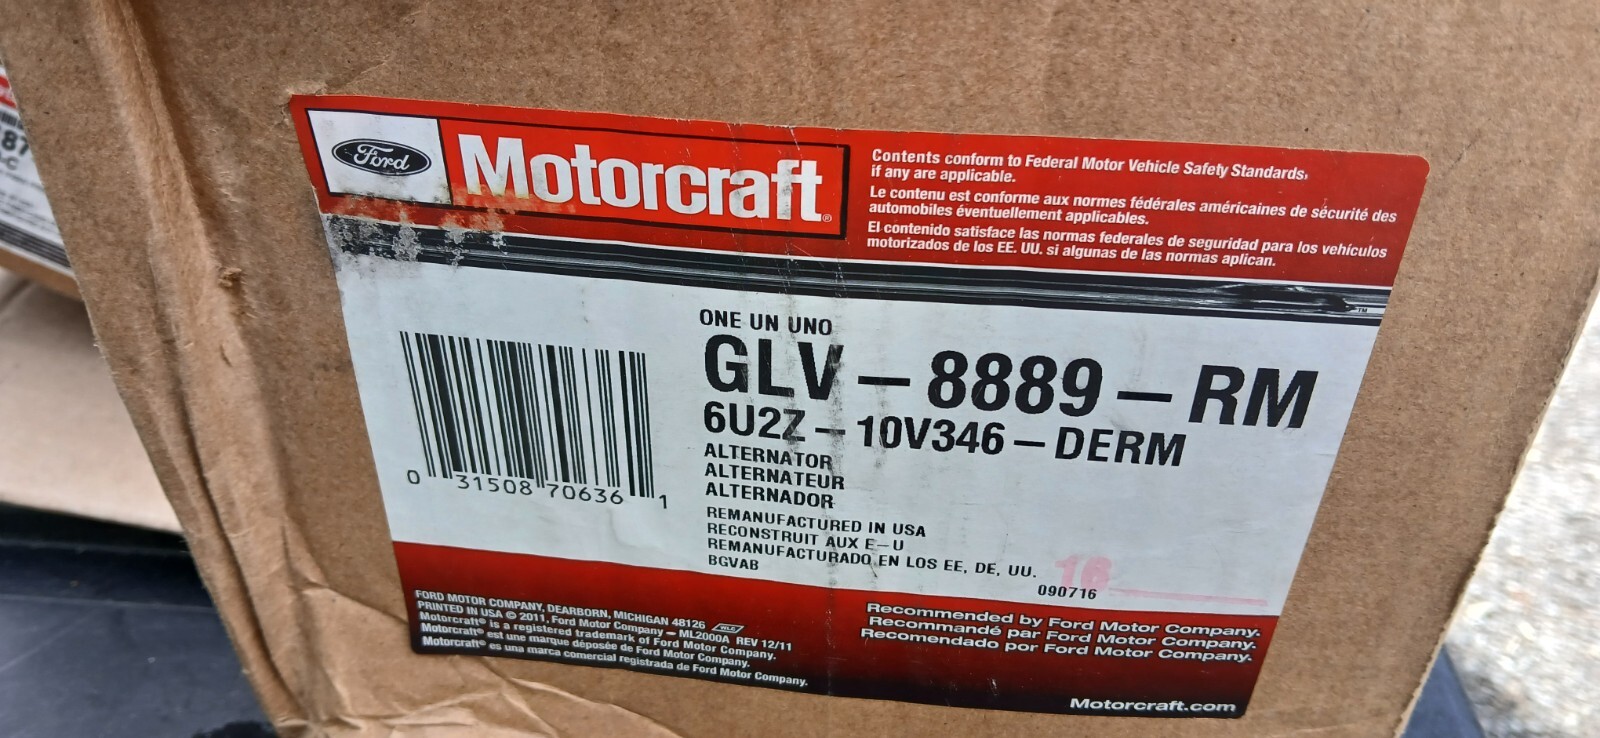 Ford
Motorcraft®
Contents conform to Federal Motor Vehicle Safety Standards,
if any are applicable.
Le contenu est conforme aux normes fédérales américaines de sécurité des
automobiles éventuellement applicables.
El contenido satisface las normas federales de seguridad para los vehículos
motorizados de los EE. UU. si algunas de las normas aplican.
TM
ONE UN UNO
GLV-8889-RM
6U2Z-10V346-DERM
ALTERNATOR
ALTERNATEUR
ALTERNADOR
0 31508 70636 1
REMANUFACTURED IN USA
RECONSTRUIT AUX E-U
REMANUFACTURADO EN LOS EE, DE, UU.
BGVAB
16
090716
FORD MOTOR COMPANY, DEARBORN, MICHIGAN 48126
PRINTED IN USA © 2011, Ford Motor Company - ML2000A REV 12/11
Motorcraft® is a registered trademark of Ford Motor Company.
Motorcraft® est une marque déposée de Ford Motor Company.
Motorcraft® es una marca comercial registrada de Ford Motor Company.
Recommended by Ford Motor Company.
Recommandé par Ford Motor Company.
Recomendado por Ford Motor Company.
Motorcraft.com
87